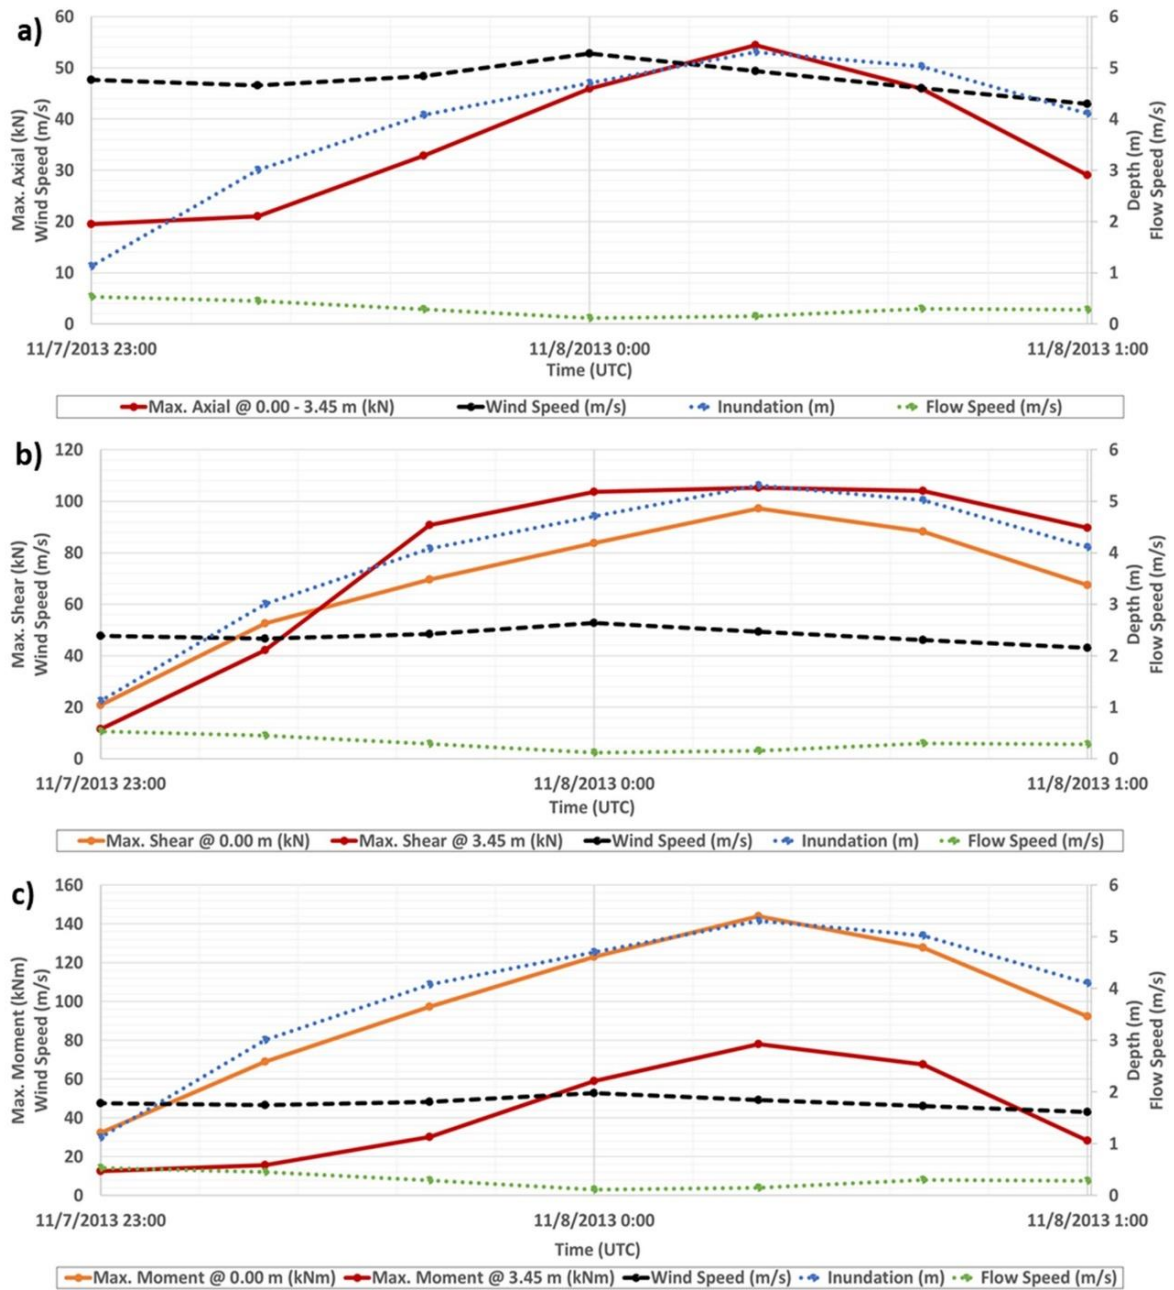 a)
Max. Axial (kN)
Wind Speed (m/s)
60
50
40
30
20
10
0
6
5
4
3
2
1
0
Depth (m)
Flow Speed (m/s)
11/7/2013 23:00 11/8/2013 0:00 11/8/2013 1:00
Time (UTC)
Max. Axial @ 0.00 - 3.45 m (kN) Wind Speed (m/s) Inundation (m) Flow Speed (m/s)
b)
Max. Shear (kN)
Wind Speed (m/s)
120
100
80
60
40
20
0
6
5
4
3
2
1
0
Depth (m)
Flow Speed (m/s)
11/7/2013 23:00 11/8/2013 0:00 11/8/2013 1:00
Time (UTC)
Max. Shear @ 0.00 m (kN) Max. Shear @ 3.45 m (kN) Wind Speed (m/s) Inundation (m) Flow Speed (m/s)
c)
Max. Moment (kNm)
Wind Speed (m/s)
160
140
120
100
80
60
40
20
0
6
5
4
3
2
1
0
Depth (m)
Flow Speed (m/s)
11/7/2013 23:00 11/8/2013 0:00 11/8/2013 1:00
Time (UTC)
Max. Moment @ 0.00 m (kNm) Max. Moment @ 3.45 m (kNm) Wind Speed (m/s) Inundation (m) Flow Speed (m/s)